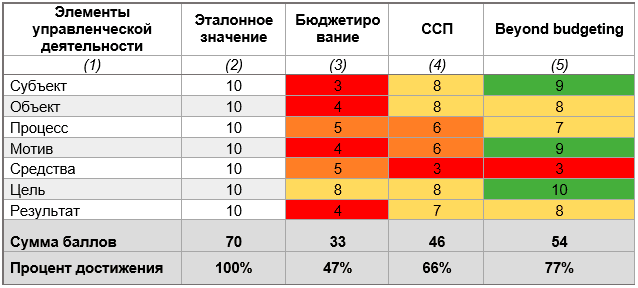 Элементы управленческой деятельности Эталонное значение Бюджетиро вание ССП Beyond budgeting
(1) (2) (3) (4) (5)
Субъект 10 3 8 9
Объект 10 4 8 8
Процесс 10 5 6 7
Мотив 10 4 6 9
Средства 10 5 3 3
Цель 10 8 8 10
Результат 10 4 7 8
Сумма баллов 70 33 46 54
Процент достижения 100% 47% 66% 77%